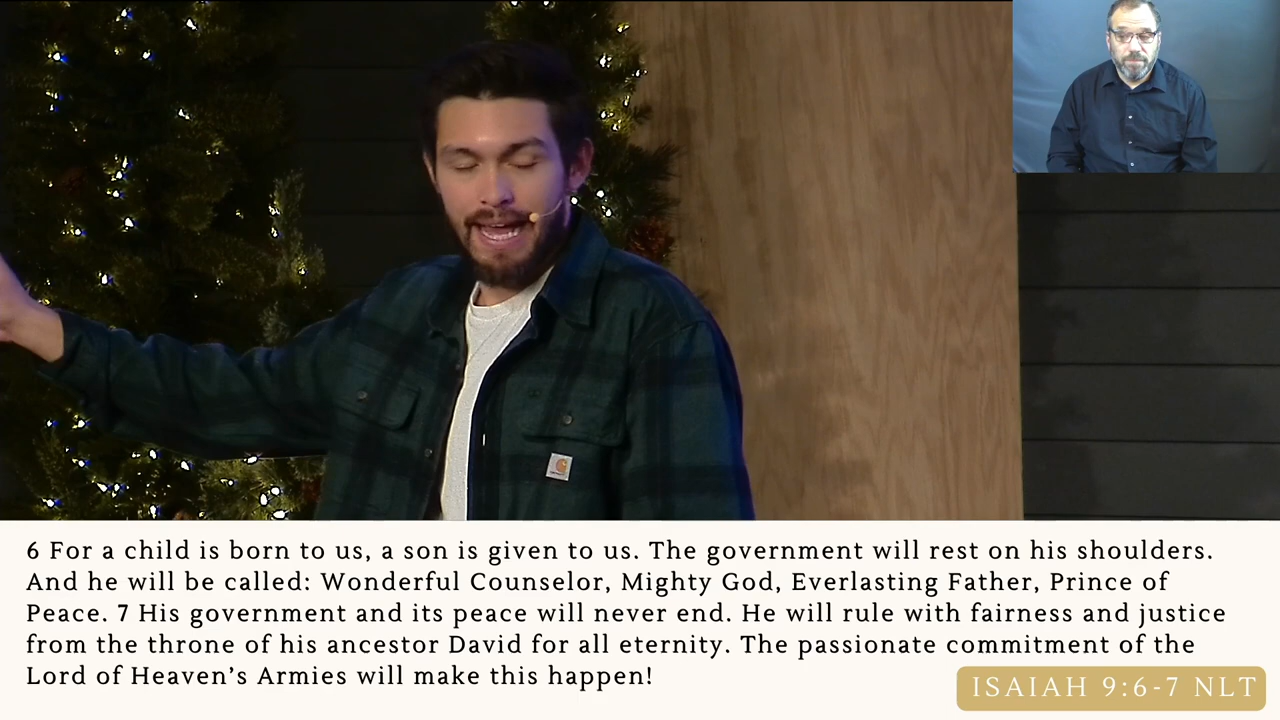 6 For a child is born to us, a son is given to us. The government will rest on his shoulders.
And he will be called: Wonderful Counselor, Mighty God, Everlasting Father, Prince of
Peace. 7 His government and its peace will never end. He will rule with fairness and justice
from the throne of his ancestor David for all eternity. The passionate commitment of the
Lord of Heaven’s Armies will make this happen!
ISAIAH 9:6-7 NLT